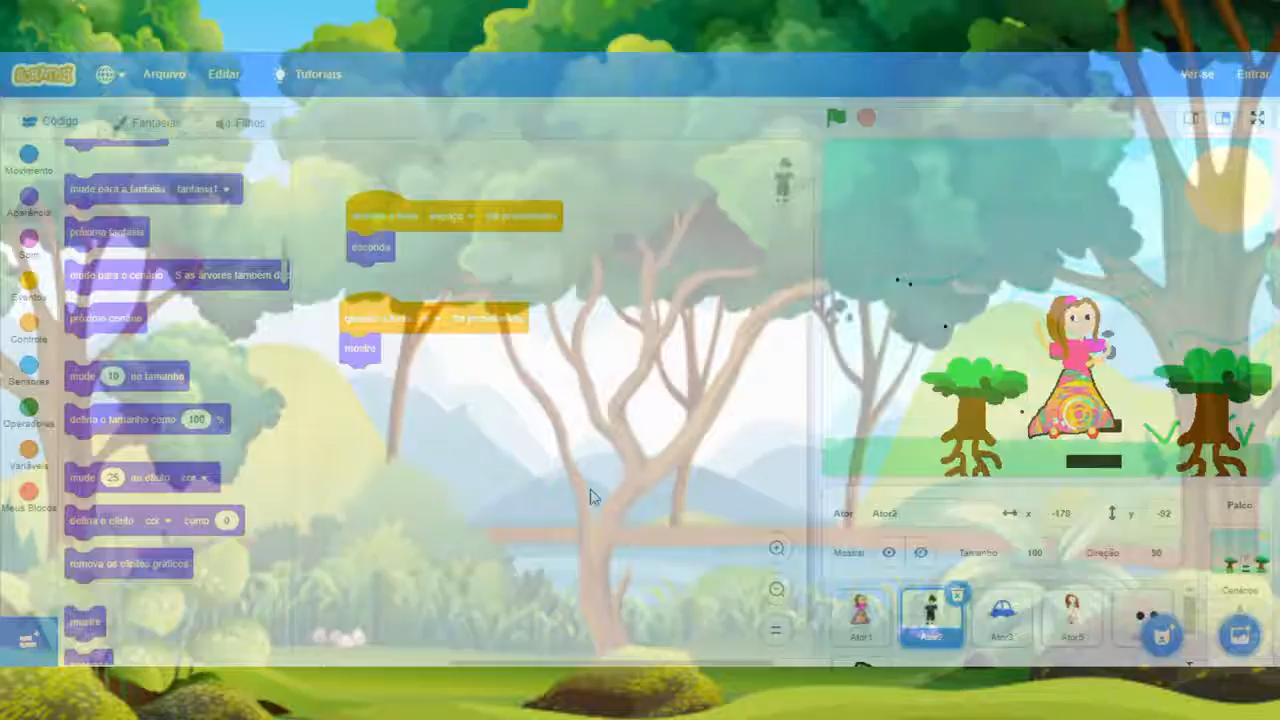 SCRATCH
Arquivo
Editar
Tutoriais
Ver-se
Entrar
Código
Fantasias
Movimento
Aparência
Som
Eventos
Controle
Sensores
Operadores
Variáveis
Meus Blocos
mude para a fantasia fantasia1
próxima fantasia
mude para o cenário S as árvores também d
próximo cenário
mude 10 no tamanho
defina o tamanho como 100 %
mude 25 ao efeito cor
defina o efeito cor como 0
remova os efeitos gráficos
mostre
espaço
esconda
mostre
Ator Ator2 x -178 y -92
Mostrar Tamanho 100 Direção 90
Ator1
Ator2
Ator3
Ator5
Palco
Cenários